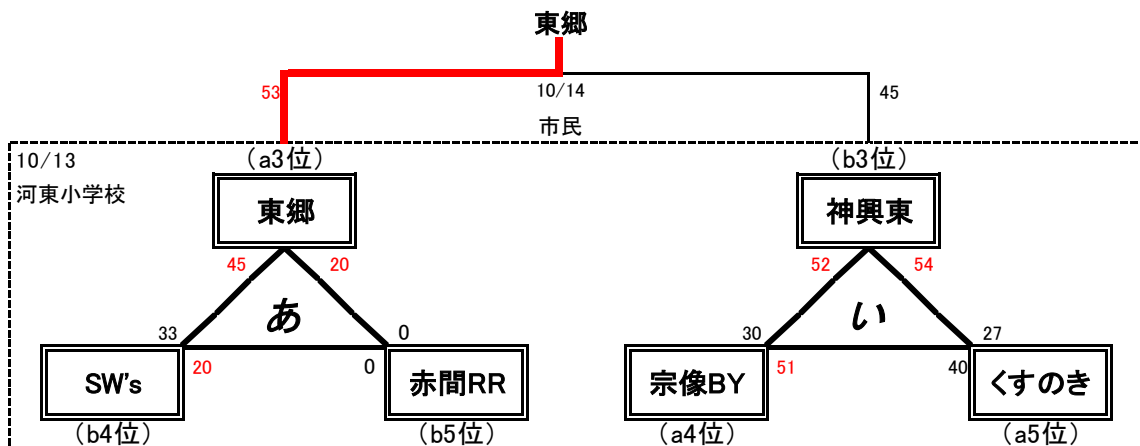 東郷
53
10/14
45
市民
10/13
(a3位)
(b3位)
河東小学校
東郷
神興東
45
20
52
54
あ
い
33
0
30
27
SW's
20
0
赤間RR
宗像BY
51
40
くすのき
(b4位)
(b5位)
(a4位)
(a5位)